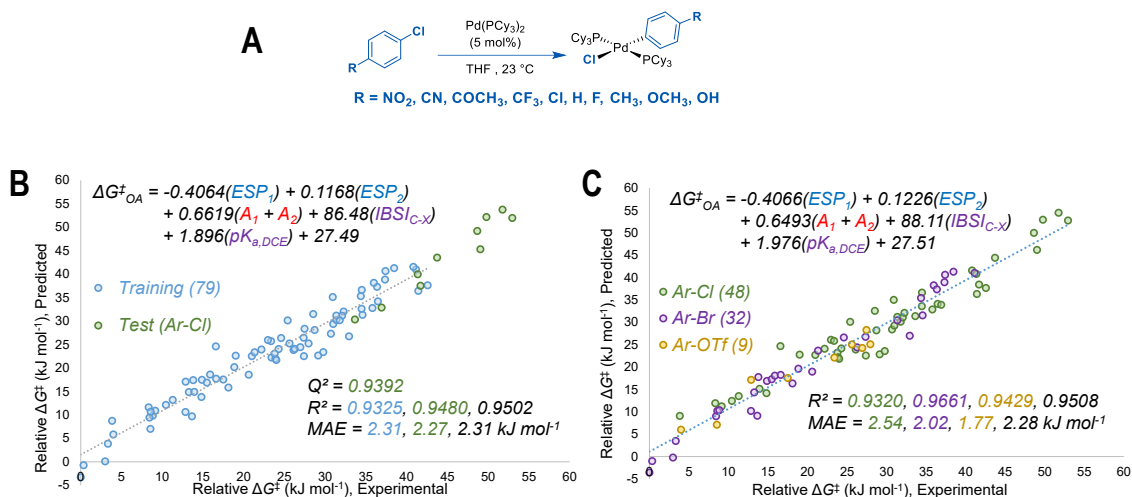 A
R
Cl
Pd(PCy₃)₂
(5 mol%)
THF , 23 °C
Cy₃P
Pd
Cl
PCy₃
R
R = NO₂, CN, COCH₃, CF₃, Cl, H, F, CH₃, OCH₃, OH
B
ΔG‡OA = -0.4064(ESP₁) + 0.1168(ESP₂)
+ 0.6619(A₁ + A₂) + 86.48(IBSI_C-X)
+ 1.896(pK_a,DCE) + 27.49
Training (79)
Test (Ar-Cl)
Q² = 0.9392
R² = 0.9325, 0.9480, 0.9502
MAE = 2.31, 2.27, 2.31 kJ mol⁻¹
Relative ΔG‡ (kJ mol⁻¹), Predicted
60
55
50
45
40
35
30
25
20
15
10
5
0
-5
0 5 10 15 20 25 30 35 40 45 50 55 60
Relative ΔG‡ (kJ mol⁻¹), Experimental
C
ΔG‡OA = -0.4066(ESP₁) + 0.1226(ESP₂)
+ 0.6493(A₁ + A₂) + 88.11(IBSI_C-X)
+ 1.976(pK_a,DCE) + 27.51
Ar-Cl (48)
Ar-Br (32)
Ar-OTf (9)
R² = 0.9320, 0.9661, 0.9429, 0.9508
MAE = 2.54, 2.02, 1.77, 2.28 kJ mol⁻¹
Relative ΔG‡ (kJ mol⁻¹), Predicted
60
55
50
45
40
35
30
25
20
15
10
5
0
-5
0 5 10 15 20 25 30 35 40 45 50 55 60
Relative ΔG‡ (kJ mol⁻¹), Experimental